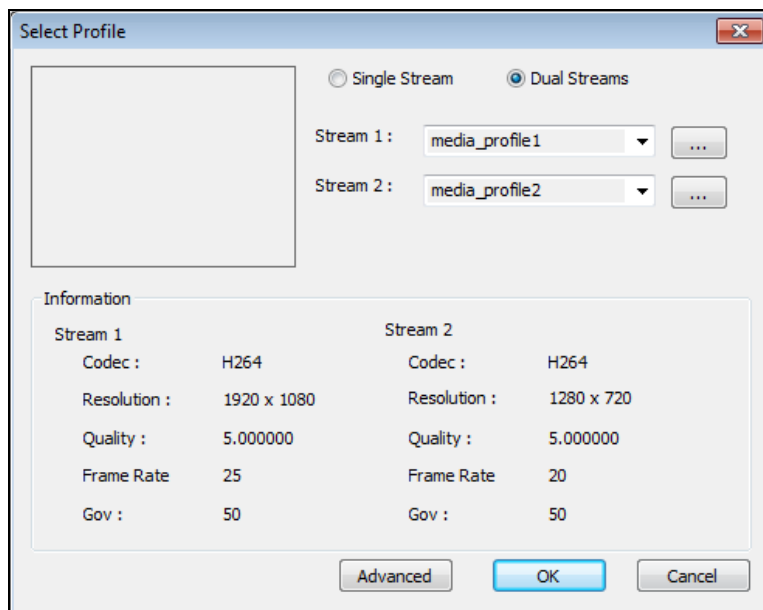 Select Profile
Single Stream Dual Streams
Stream 1 : media_profile1 ...
Stream 2 : media_profile2 ...
Information
Stream 1 Stream 2
Codec : H264 Codec : H264
Resolution : 1920 x 1080 Resolution : 1280 x 720
Quality : 5.000000 Quality : 5.000000
Frame Rate 25 Frame Rate 20
Gov : 50 Gov : 50
Advanced OK Cancel